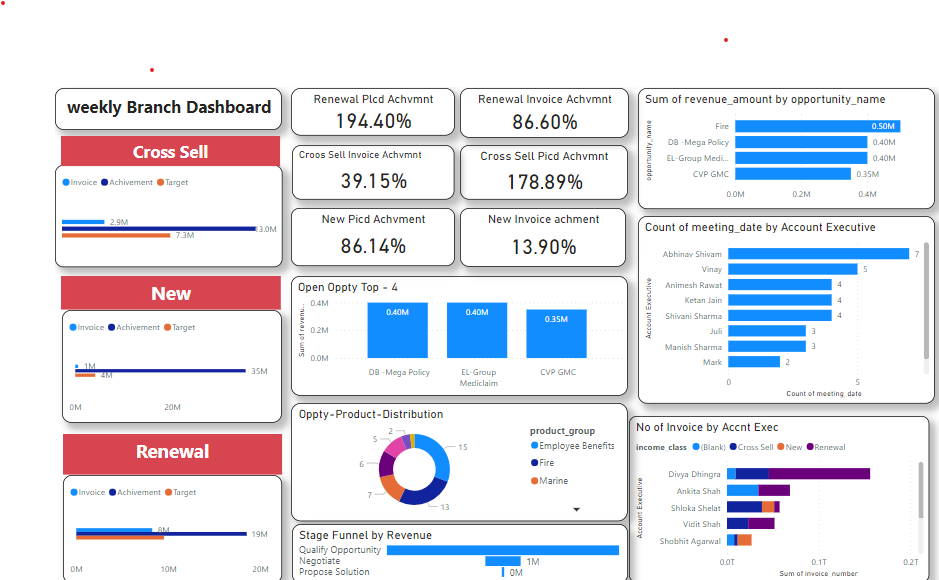 weekly Branch Dashboard
Cross Sell
Invoice Achivement Target
2.9M
13.0M
7.3M
New
Invoice Achivement Target
1M
35M
4M
0M 20M
Renewal
Invoice Achivement Target
8M
19M
0M 10M 20M
Renewal Plcd Achvmnt
194.40%
Renewal Invoice Achvmnt
86.60%
Cross Sell Invoice Achvmnt
39.15%
Cross Sell Picd Achvmnt
178.89%
New Picd Achvment
86.14%
New Invoice achment
13.90%
Open Oppty Top - 4
Sum of revenu...
0.4M
0.2M
0.0M
0.40M 0.40M 0.35M
DB -Mega Policy EL-Group CVP GMC
Mediclaim
Oppty-Product-Distribution
2
5
6
7
15
13
product_group
Employee Benefits
Fire
Marine
Stage Funnel by Revenue
Qualify Opportunity
Negotiate 1M
Propose Solution 0M
Sum of revenue_amount by opportunity_name
opportunity_name
Fire 0.50M
DB -Mega Policy 0.40M
EL-Group Medi... 0.40M
CVP GMC 0.35M
0.0M 0.2M 0.4M
Count of meeting_date by Account Executive
Account Executive
Abhinav Shivam 7
Vinay 5
Animesh Rawat 4
Ketan Jain 4
Shivani Sharma 4
Juli 3
Manish Sharma 3
Mark 2
0 5
Count of meeting_date
No of Invoice by Accnt Exec
income_class (Blank) Cross Sell New Renewal
Account Executive
Divya Dhingra
Ankita Shah
Shloka Shelat
Vidit Shah
Shobhit Agarwal
0.0T 0.1T 0.2T
Sum of invoice_number